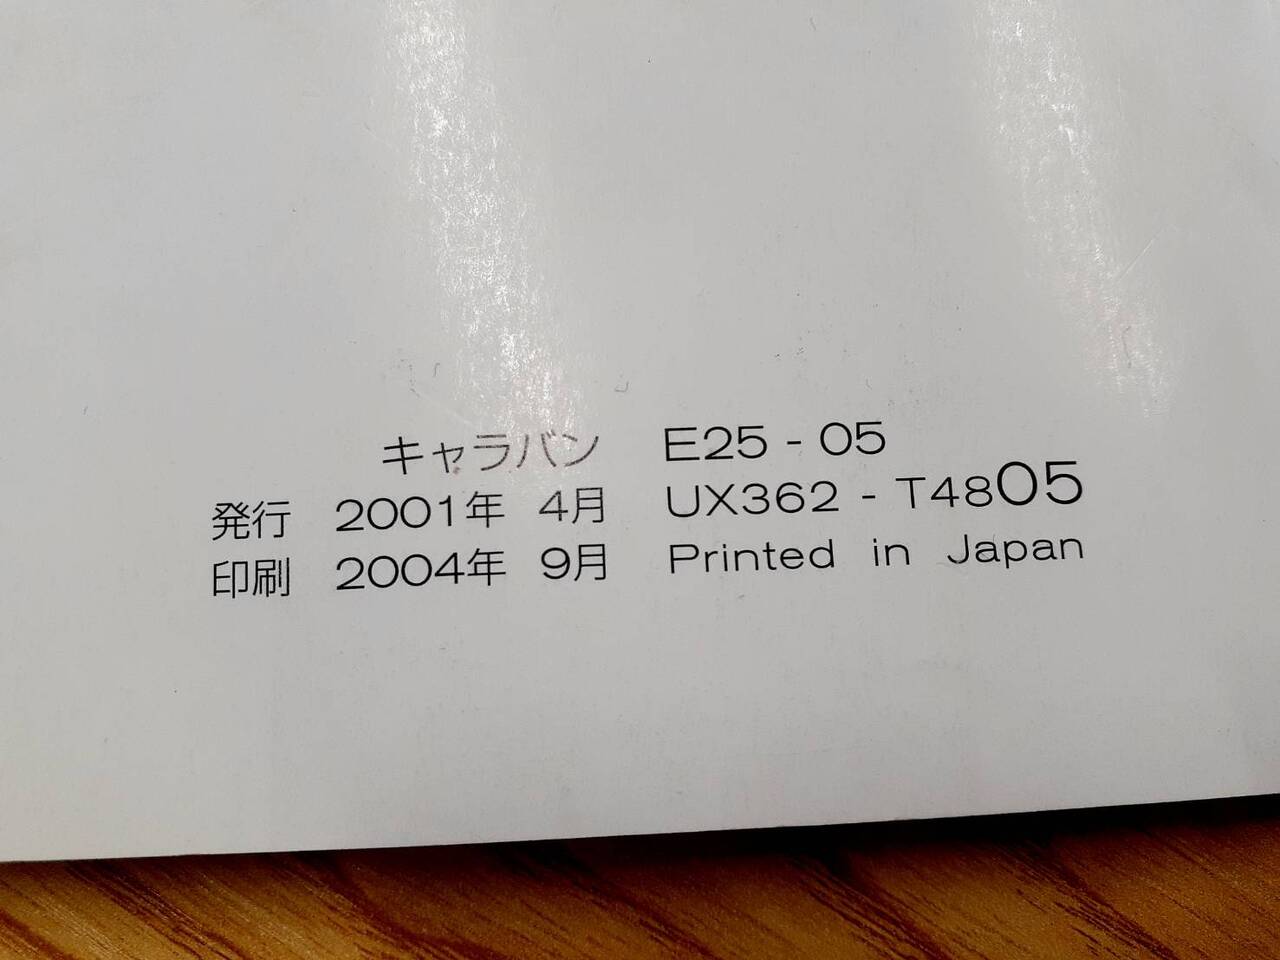 キャラバン E25 - 05
発行 2001年 4月 UX362 - T4805
印刷 2004年 9月 Printed in Japan